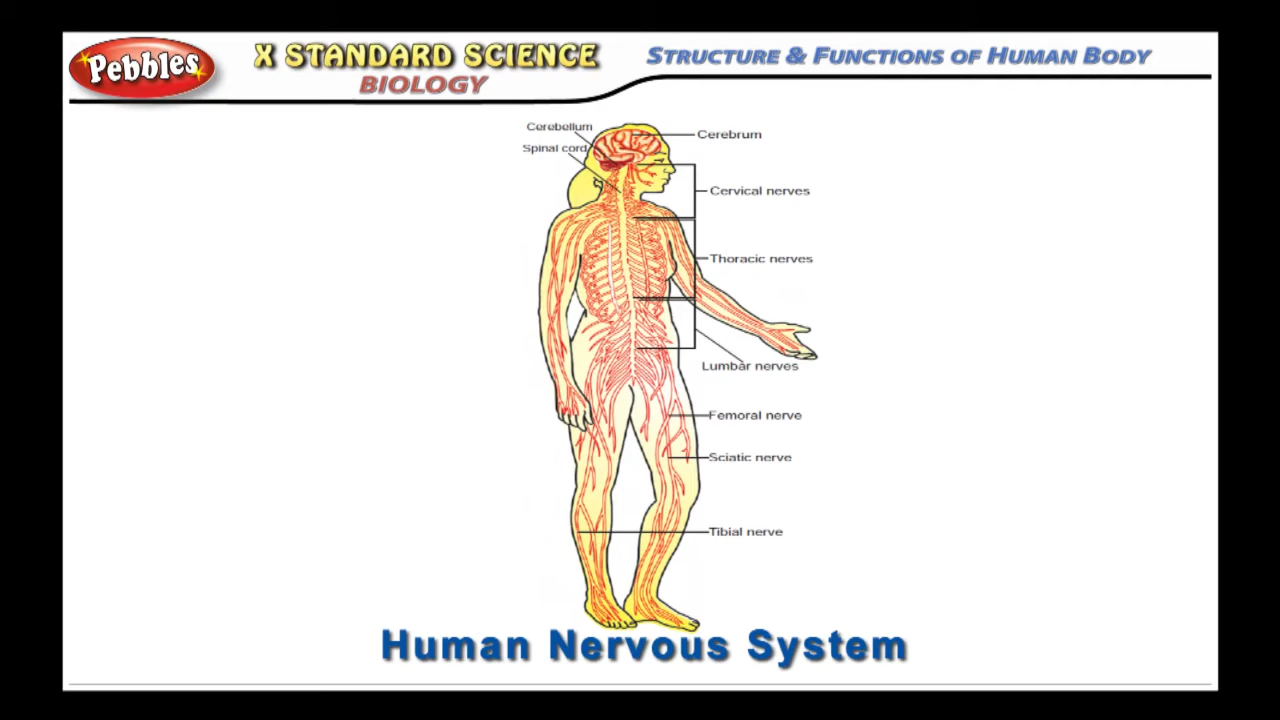 Pebbles
X STANDARD SCIENCE
BIOLOGY
STRUCTURE & FUNCTIONS OF HUMAN BODY
Cerebellum
Spinal cord
Cerebrum
Cervical nerves
Thoracic nerves
Lumbar nerves
Femoral nerve
Sciatic nerve
Tibial nerve
Human Nervous System